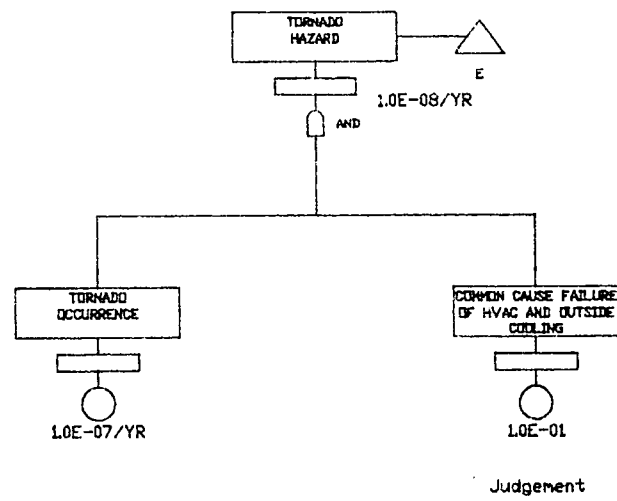 TORNADO
HAZARD
E
1.0E-08/YR
AND
TORNADO
OCCURRENCE
COMMON CAUSE FAILURE
OF HVAC AND OUTSIDE
COOLING
1.0E-07/YR
1.0E-01
Judgement